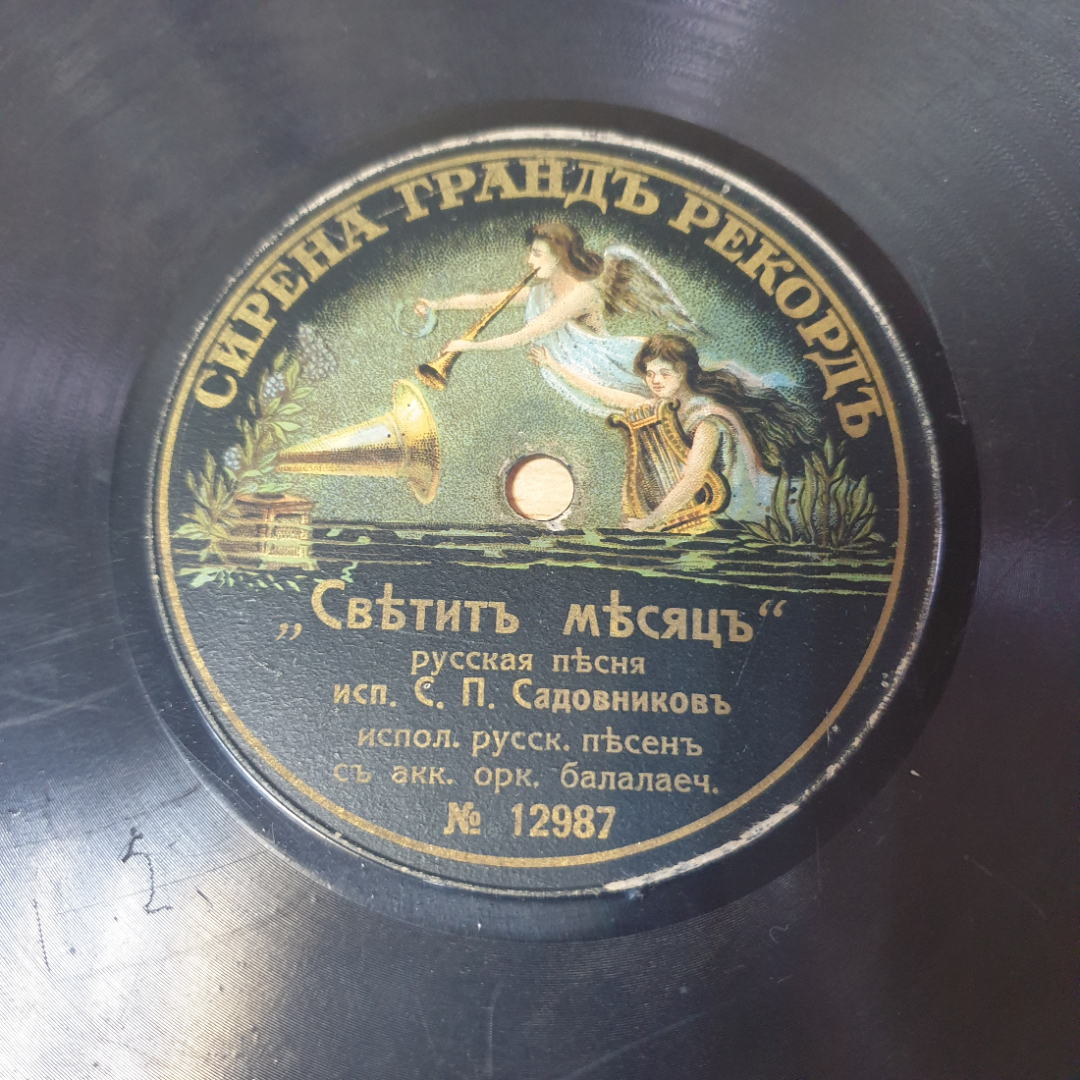 СИРЕНА ГРАНДЪ РЕКОРДЪ
„Свѣтитъ мѣсяцъ“
русская пѣсня
исп. С. П. Садовниковъ
испол. русск. пѣсенъ
съ акк. орк. балалаеч.
№ 12987